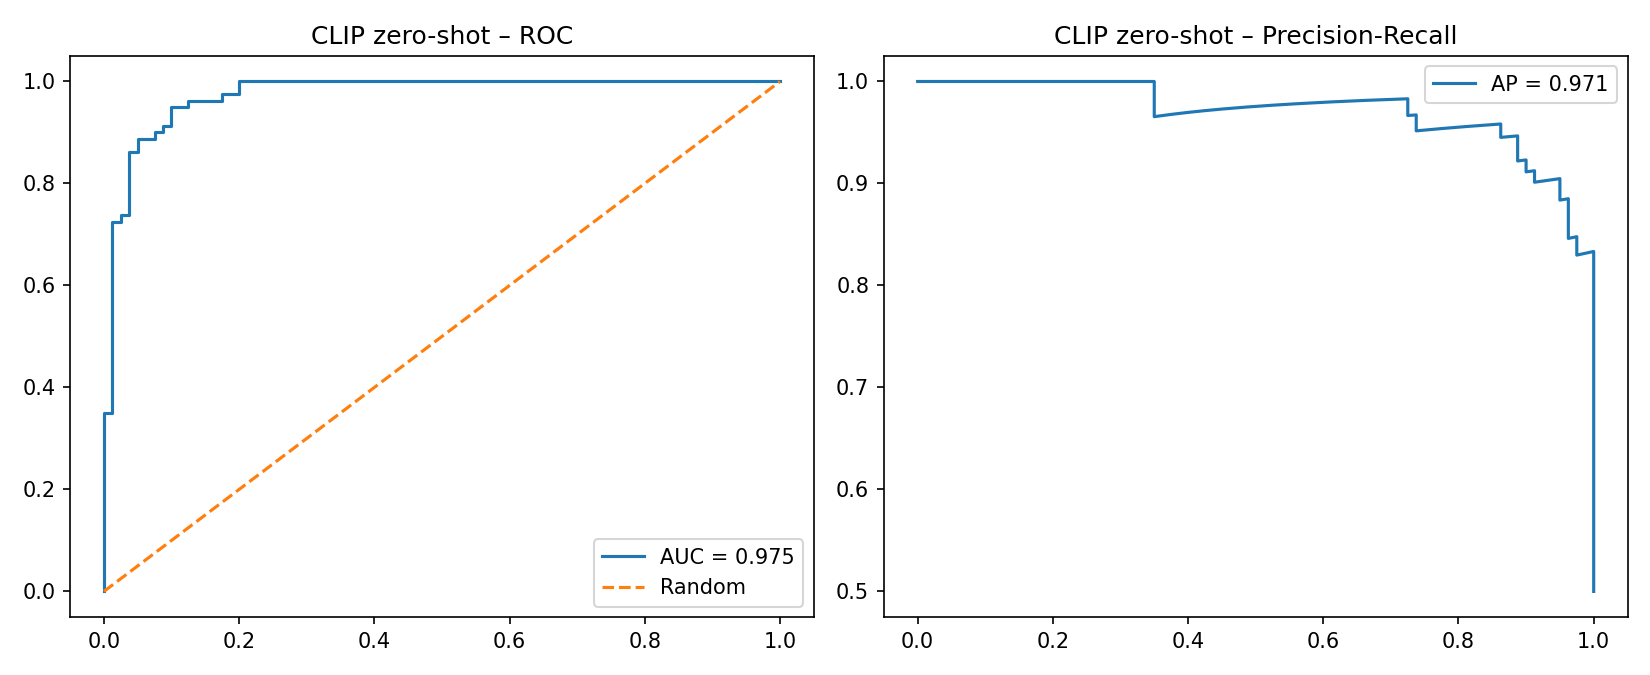 CLIP zero-shot – ROC
1.0
0.8
0.6
0.4
0.2
0.0
AUC = 0.975
Random
0.0 0.2 0.4 0.6 0.8 1.0
CLIP zero-shot – Precision-Recall
AP = 0.971
1.0
0.9
0.8
0.7
0.6
0.5
0.0 0.2 0.4 0.6 0.8 1.0